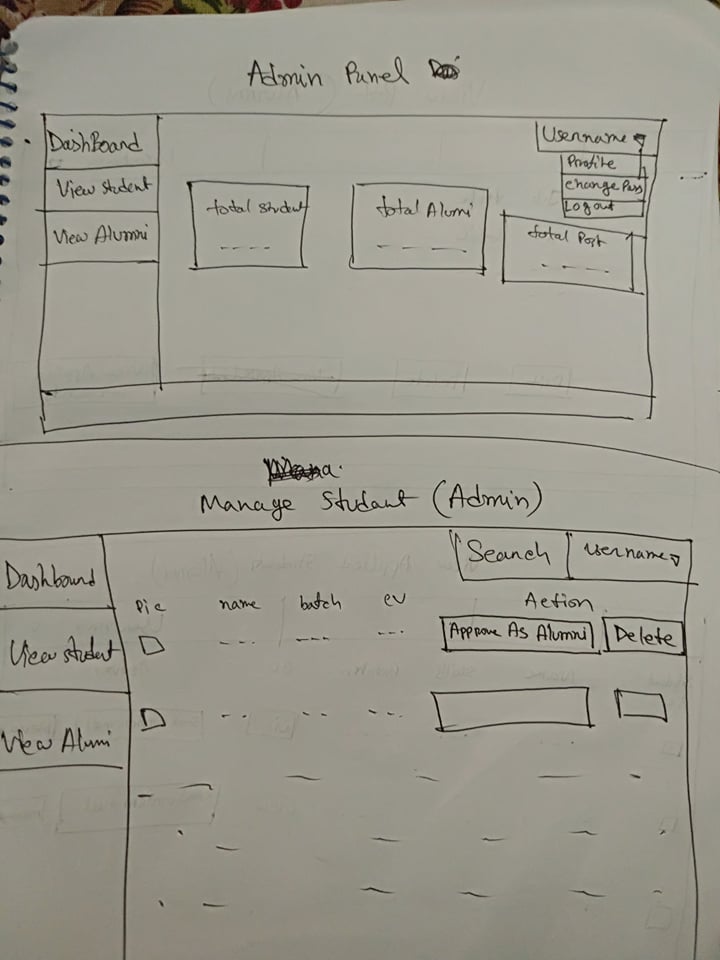 Admin Panel
DashBoard
Username
View Student
Profile
change Pass
Logout
View Alumni
total Student
total Alumi
total Post
Manage Student (Admin)
Search
username
Dashboard
pic
name
batch
cv
Action
View student
Approve As Alumni
Delete
View Alumi